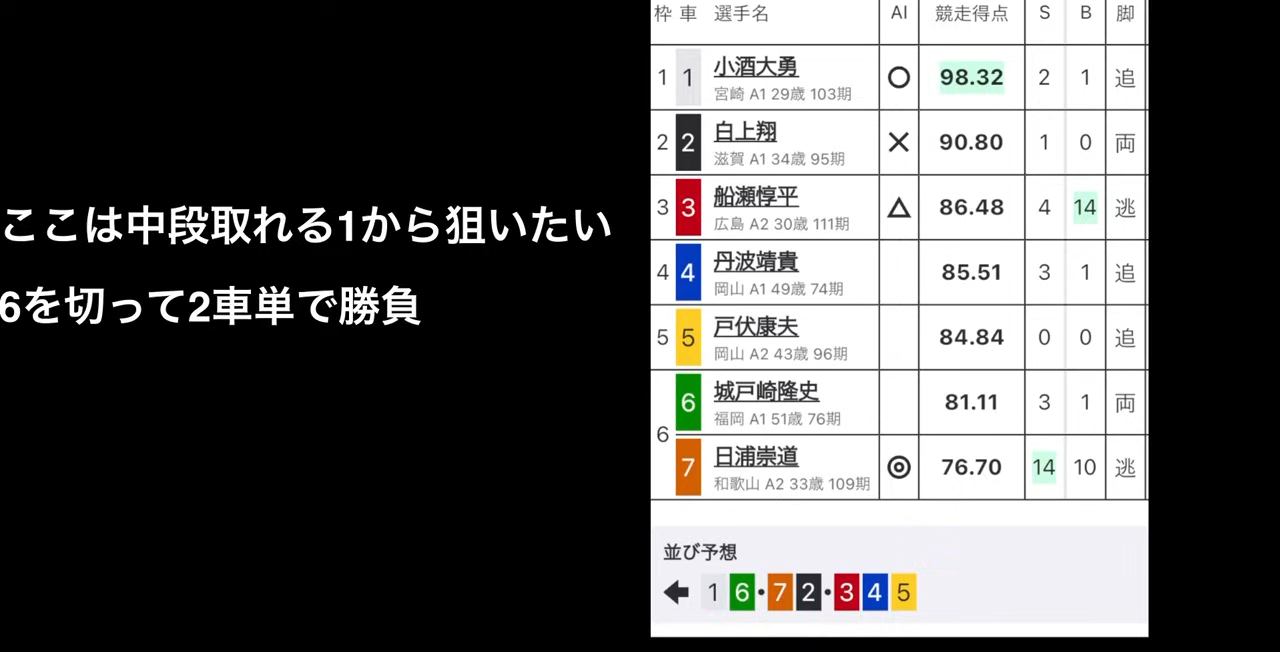 ここは中段取れる1から狙いたい
6を切って2車単で勝負
枠 車 選手名 AI 競走得点 S B 脚
1 1 小酒大勇 ○ 98.32 2 1 追
宮崎 A1 29歳 103期
2 2 白上翔 × 90.80 1 0 両
滋賀 A1 34歳 95期
3 3 船瀬惇平 △ 86.48 4 14 逃
広島 A2 30歳 111期
4 4 丹波靖貴 85.51 3 1 追
岡山 A1 49歳 74期
5 5 戸伏康夫 84.84 0 0 追
岡山 A2 43歳 96期
6 6 城戸崎隆史 81.11 3 1 両
福岡 A1 51歳 76期
7 日浦崇道 ◎ 76.70 14 10 逃
和歌山 A2 33歳 109期
並び予想
← 1 6・7 2・3 4 5